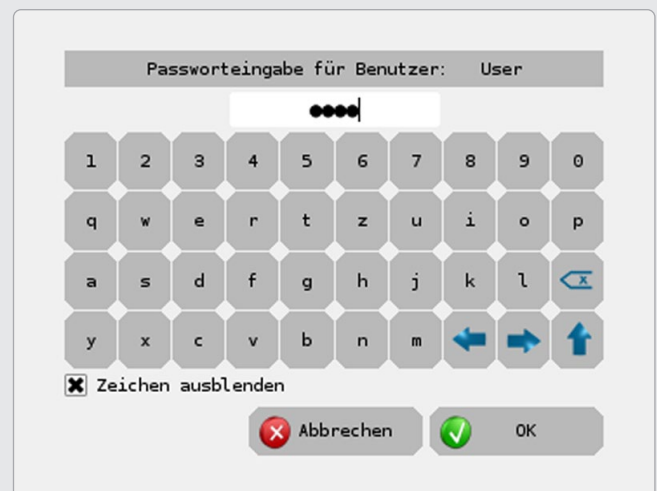 Passworteingabe für Benutzer: User
●●●●
1 2 3 4 5 6 7 8 9 0
q w e r t z u i o p
a s d f g h j k l x
y x c v b n m
Zeichen ausblenden
Abbrechen OK